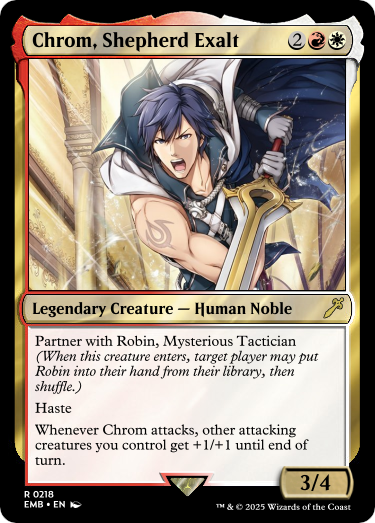 Chrom, Shepherd Exalt 2
Legendary Creature — Human Noble
Partner with Robin, Mysterious Tactician
(When this creature enters, target player may put
Robin into their hand from their library, then
shuffle.)
Haste
Whenever Chrom attacks, other attacking
creatures you control get +1/+1 until end of
turn.
3/4
R 0218
EMB • EN
™ & © 2025 Wizards of the Coast